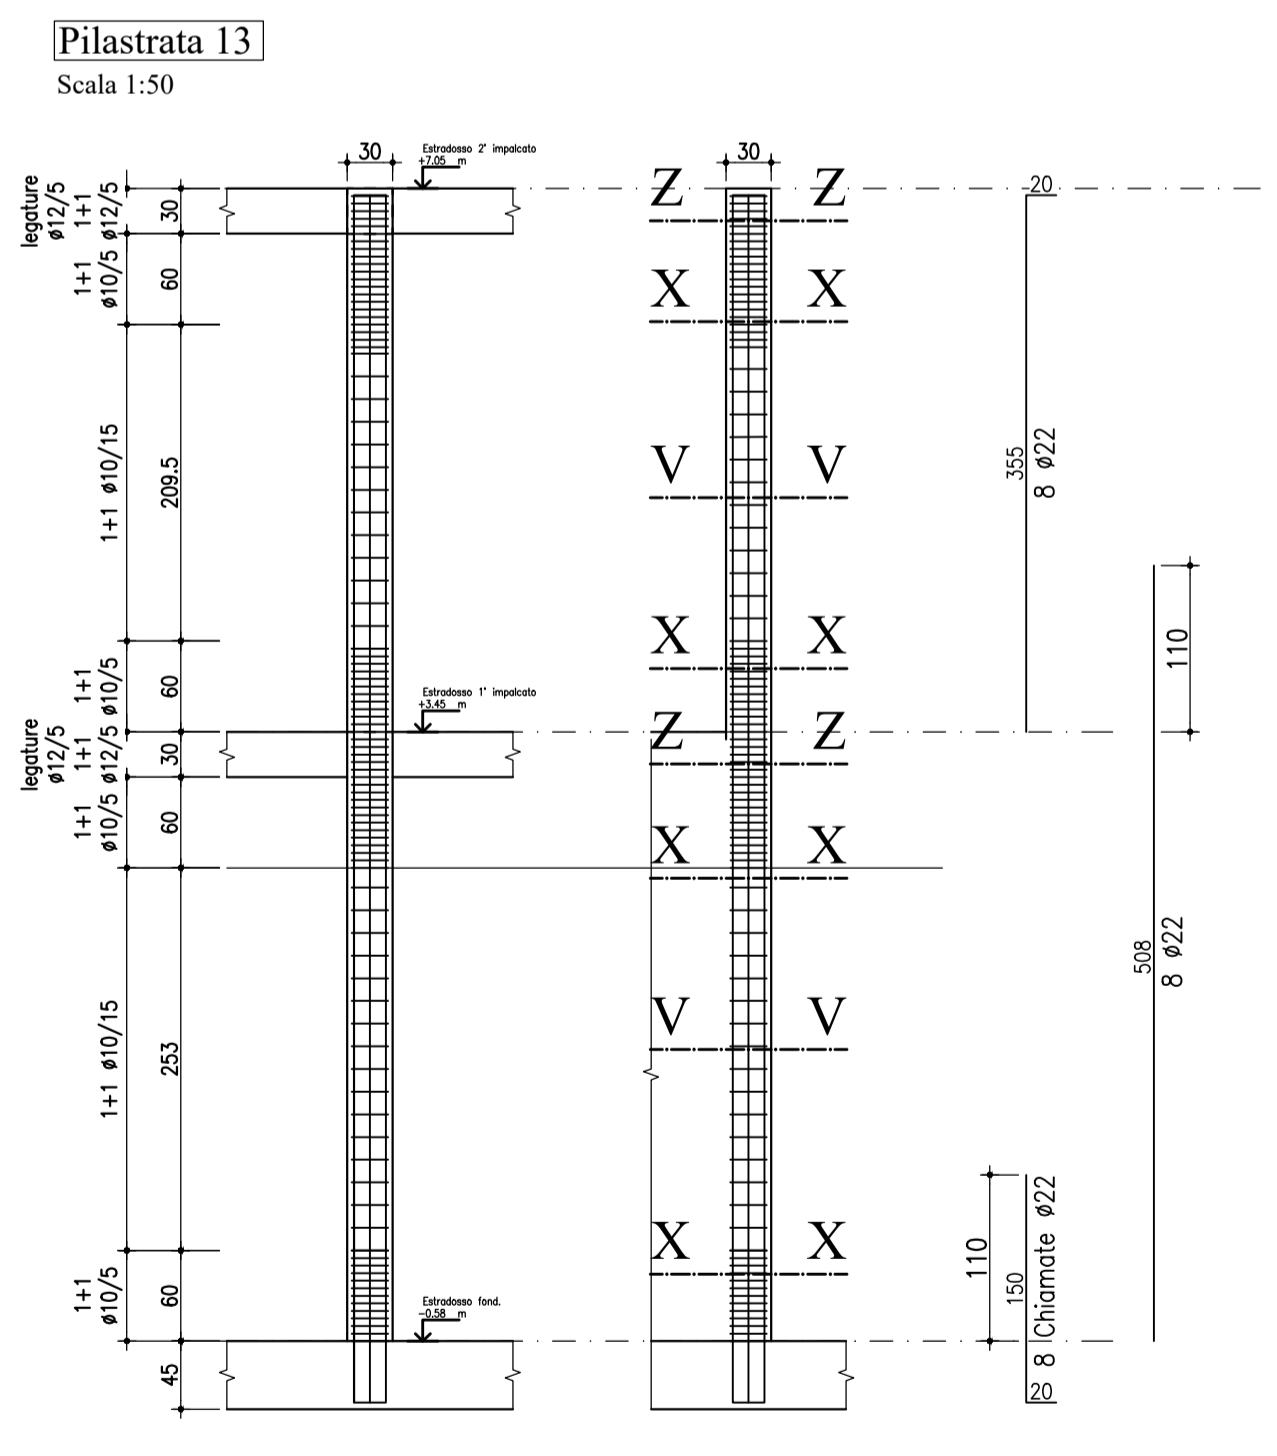 Pilastrata 13
Scala 1:50
30
30
Estradosso 2° impalcato
+7.05 m
legature
ø12/5
1+1
ø12/5
30
Z Z
20
1+1
ø10/5
60
X X
1+1 ø10/15
209.5
V V
355
8 ø22
1+1
ø10/5
60
X X
110
Estradosso 1° impalcato
+3.45 m
legature
ø12/5
1+1
ø12/5
30
Z Z
1+1
ø10/5
60
X X
508
8 ø22
1+1 ø10/15
253
V V
1+1
ø10/5
60
X X
110
150
8 Chiamate ø22
20
Estradosso fond.
-0.58 m
45